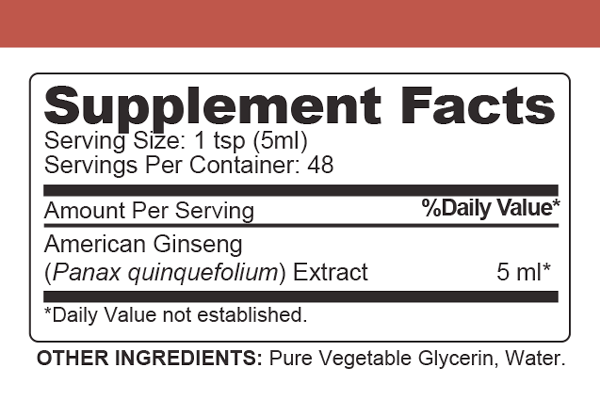 Supplement Facts
Serving Size: 1 tsp (5ml)
Servings Per Container: 48
Amount Per Serving %Daily Value*
American Ginseng
(Panax quinquefolium) Extract 5 ml*
*Daily Value not established.
OTHER INGREDIENTS: Pure Vegetable Glycerin, Water.